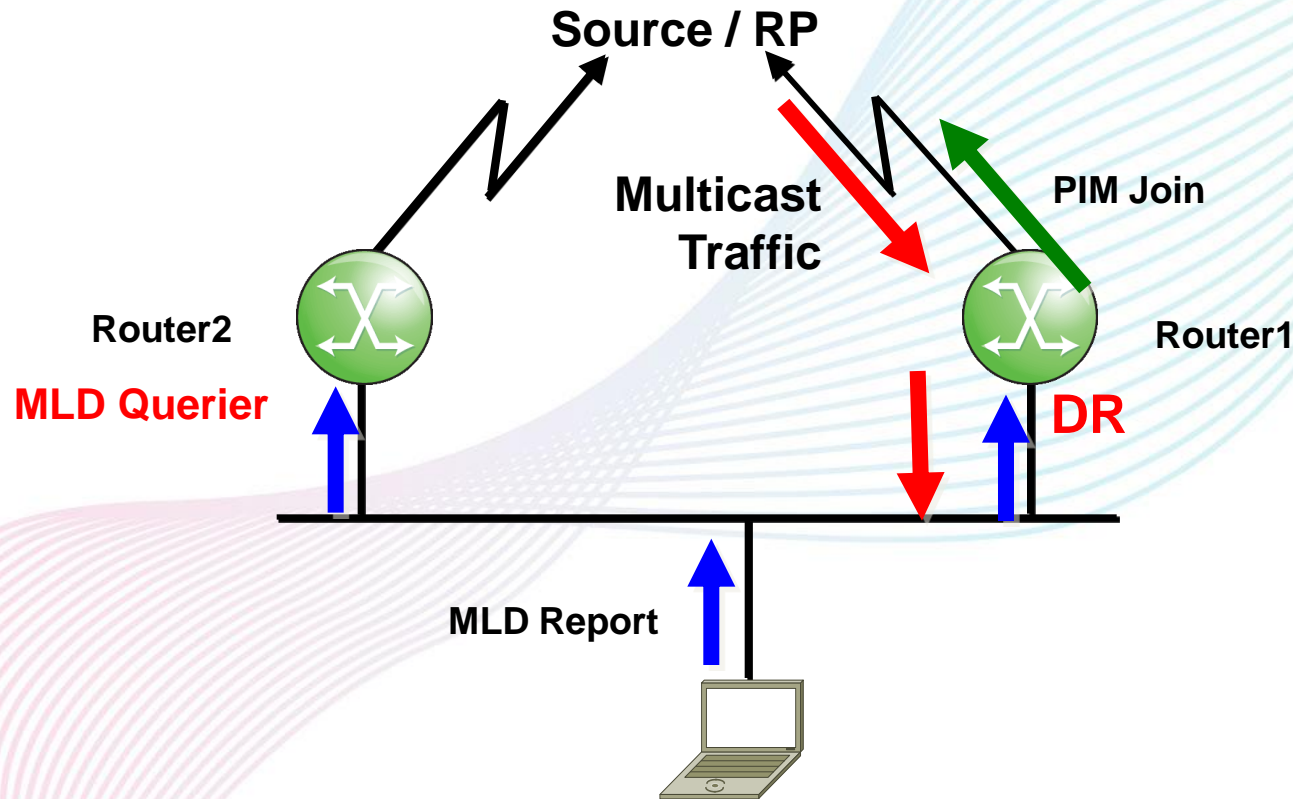 Source / RP
Multicast
Traffic
PIM Join
Router2
Router1
MLD Querier
DR
MLD Report